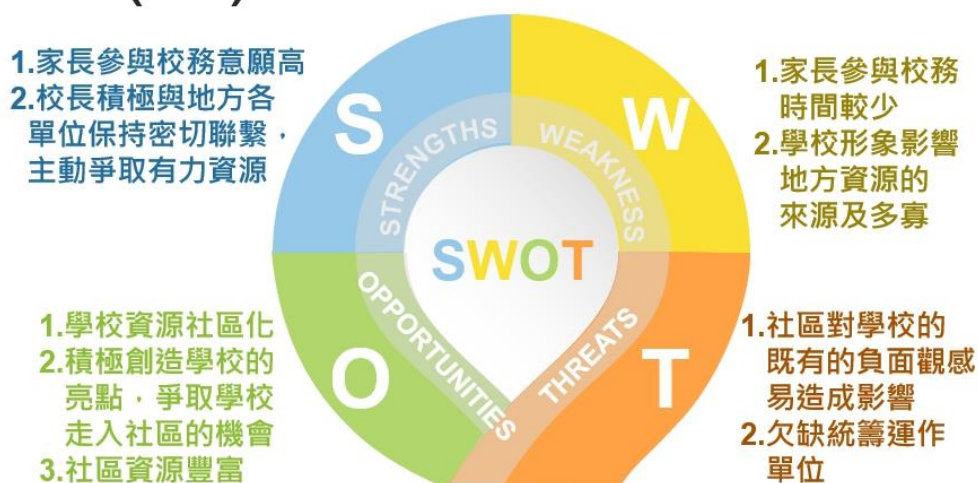 1.家長參與校務意願高
2.校長積極與地方各
單位保持密切聯繫，
主動爭取有力資源
S
STRENGTHS
W
WEAKNESS
1.家長參與校務
時間較少
2.學校形象影響
地方資源的
來源及多寡
SWOT
1.學校資源社區化
2.積極創造學校的
亮點，爭取學校
走入社區的機會
3.社區資源豐富
O
OPPORTUNITIES
T
THREATS
1.社區對學校的
既有的負面觀感
易造成影響
2.欠缺統籌運作
單位